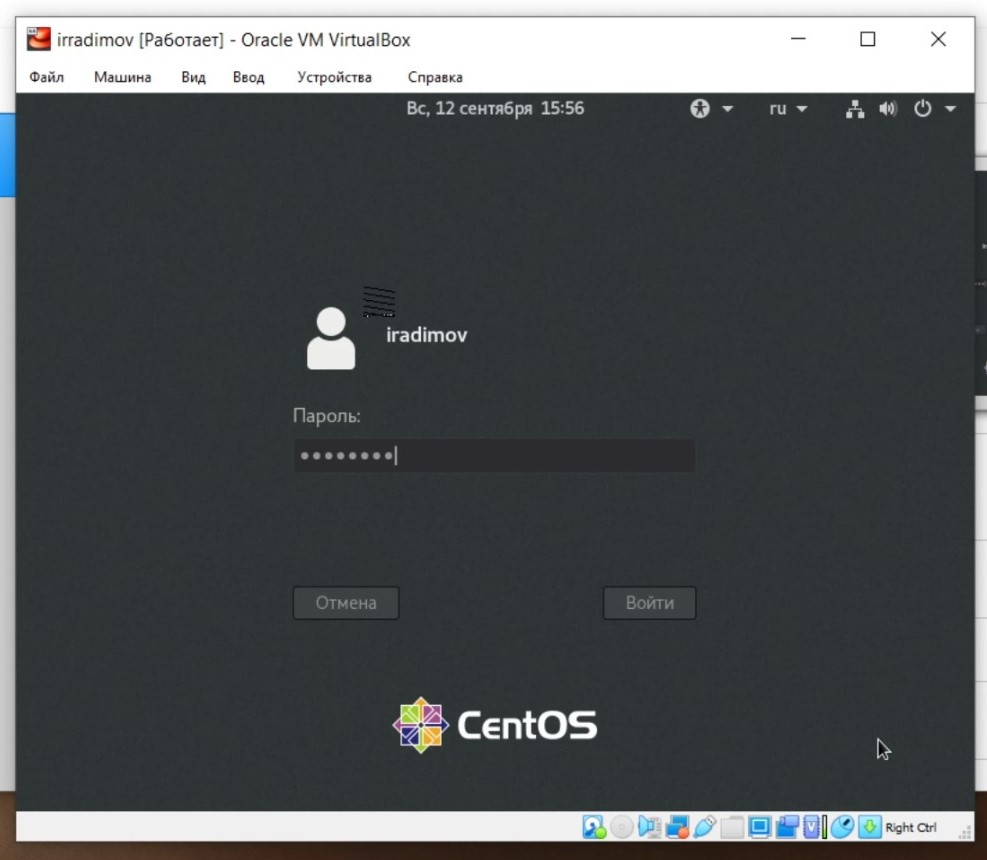 irradimov [Работает] - Oracle VM VirtualBox
Файл Машина Вид Ввод Устройства Справка
Вс, 12 сентября 15:56 ru
iradimov
Пароль:
Отмена Войти
CentOS
Right Ctrl